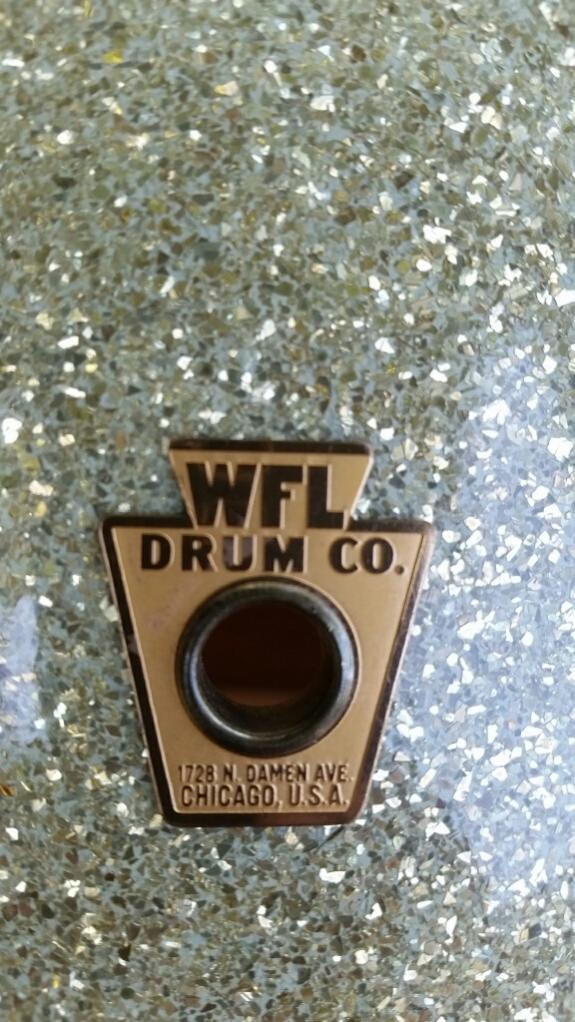 WFL
DRUM CO.
1728 N. DAMEN AVE.
CHICAGO, U.S.A.